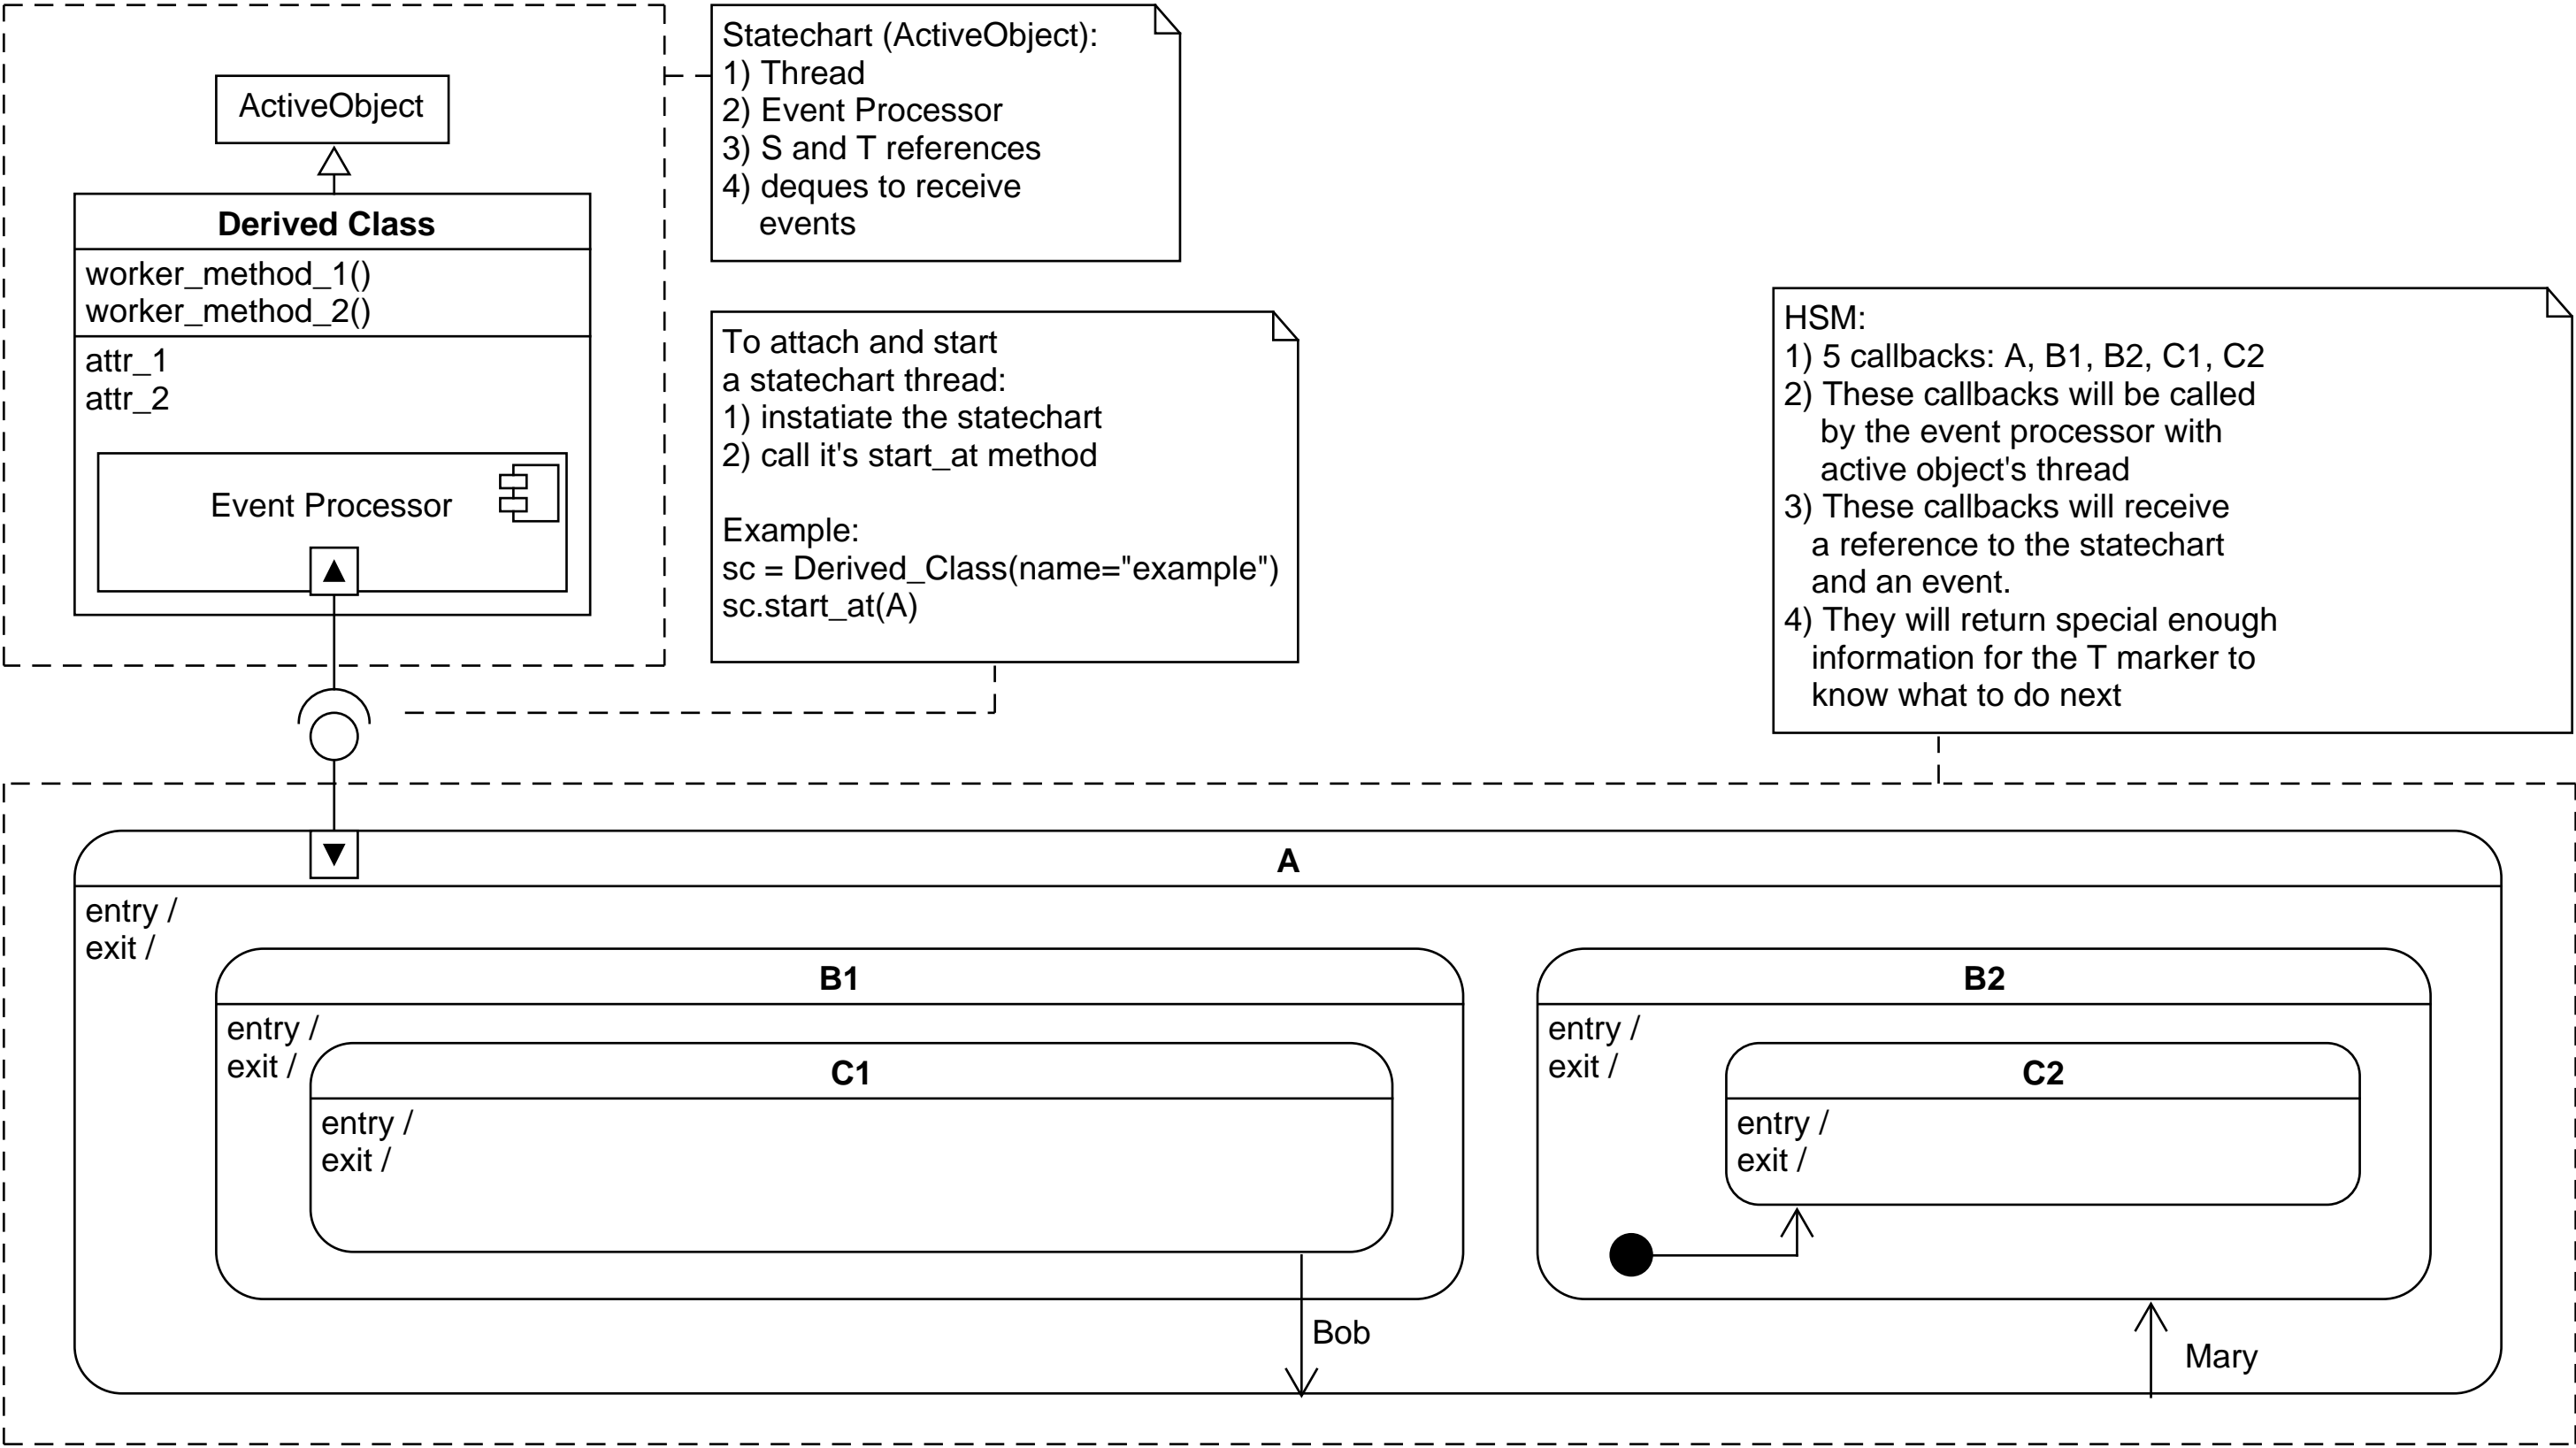 ActiveObject
Derived Class
worker_method_1()
worker_method_2()
attr_1
attr_2
Event Processor
Statechart (ActiveObject):
1) Thread
2) Event Processor
3) S and T references
4) deques to receive
events
To attach and start
a statechart thread:
1) instatiate the statechart
2) call it's start_at method
Example:
sc = Derived_Class(name="example")
sc.start_at(A)
HSM:
1) 5 callbacks: A, B1, B2, C1, C2
2) These callbacks will be called
by the event processor with
active object's thread
3) These callbacks will receive
a reference to the statechart
and an event.
4) They will return special enough
information for the T marker to
know what to do next
A
entry /
exit /
B1
entry /
exit /
C1
entry /
exit /
Bob
B2
entry /
exit /
C2
entry /
exit /
Mary